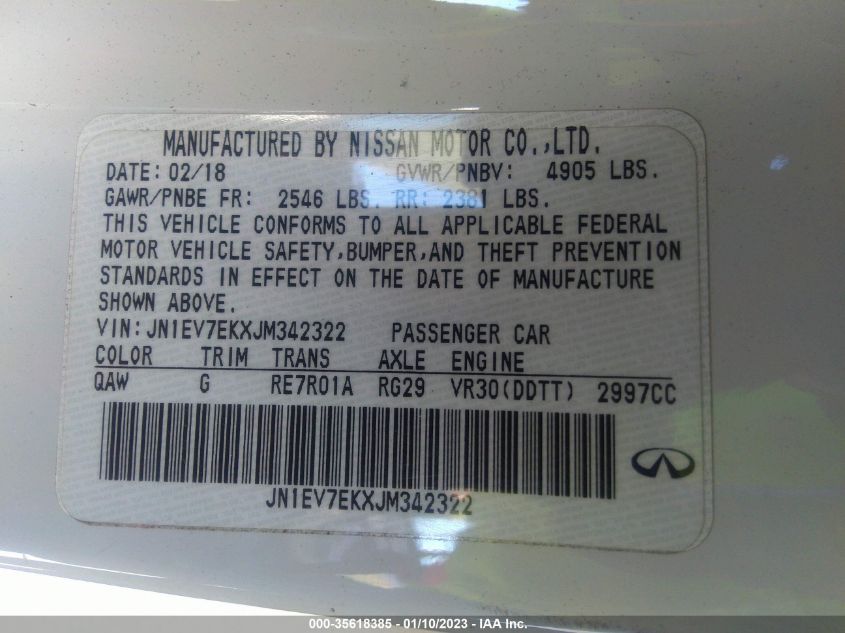 MANUFACTURED BY NISSAN MOTOR CO.,LTD.
DATE: 02/18 GVWR/PNBV: 4905 LBS.
GAWR/PNBE FR: 2546 LBS. RR: 2381 LBS.
THIS VEHICLE CONFORMS TO ALL APPLICABLE FEDERAL
MOTOR VEHICLE SAFETY,BUMPER,AND THEFT PREVENTION
STANDARDS IN EFFECT ON THE DATE OF MANUFACTURE
SHOWN ABOVE.
VIN:JN1EV7EKXJM342322 PASSENGER CAR
COLOR TRIM TRANS AXLE ENGINE
QAW G RE7R01A RG29 VR30(DDTT) 2997CC
JN1EV7EKXJM342322
000-35618385 - 01/10/2023 - IAA Inc.